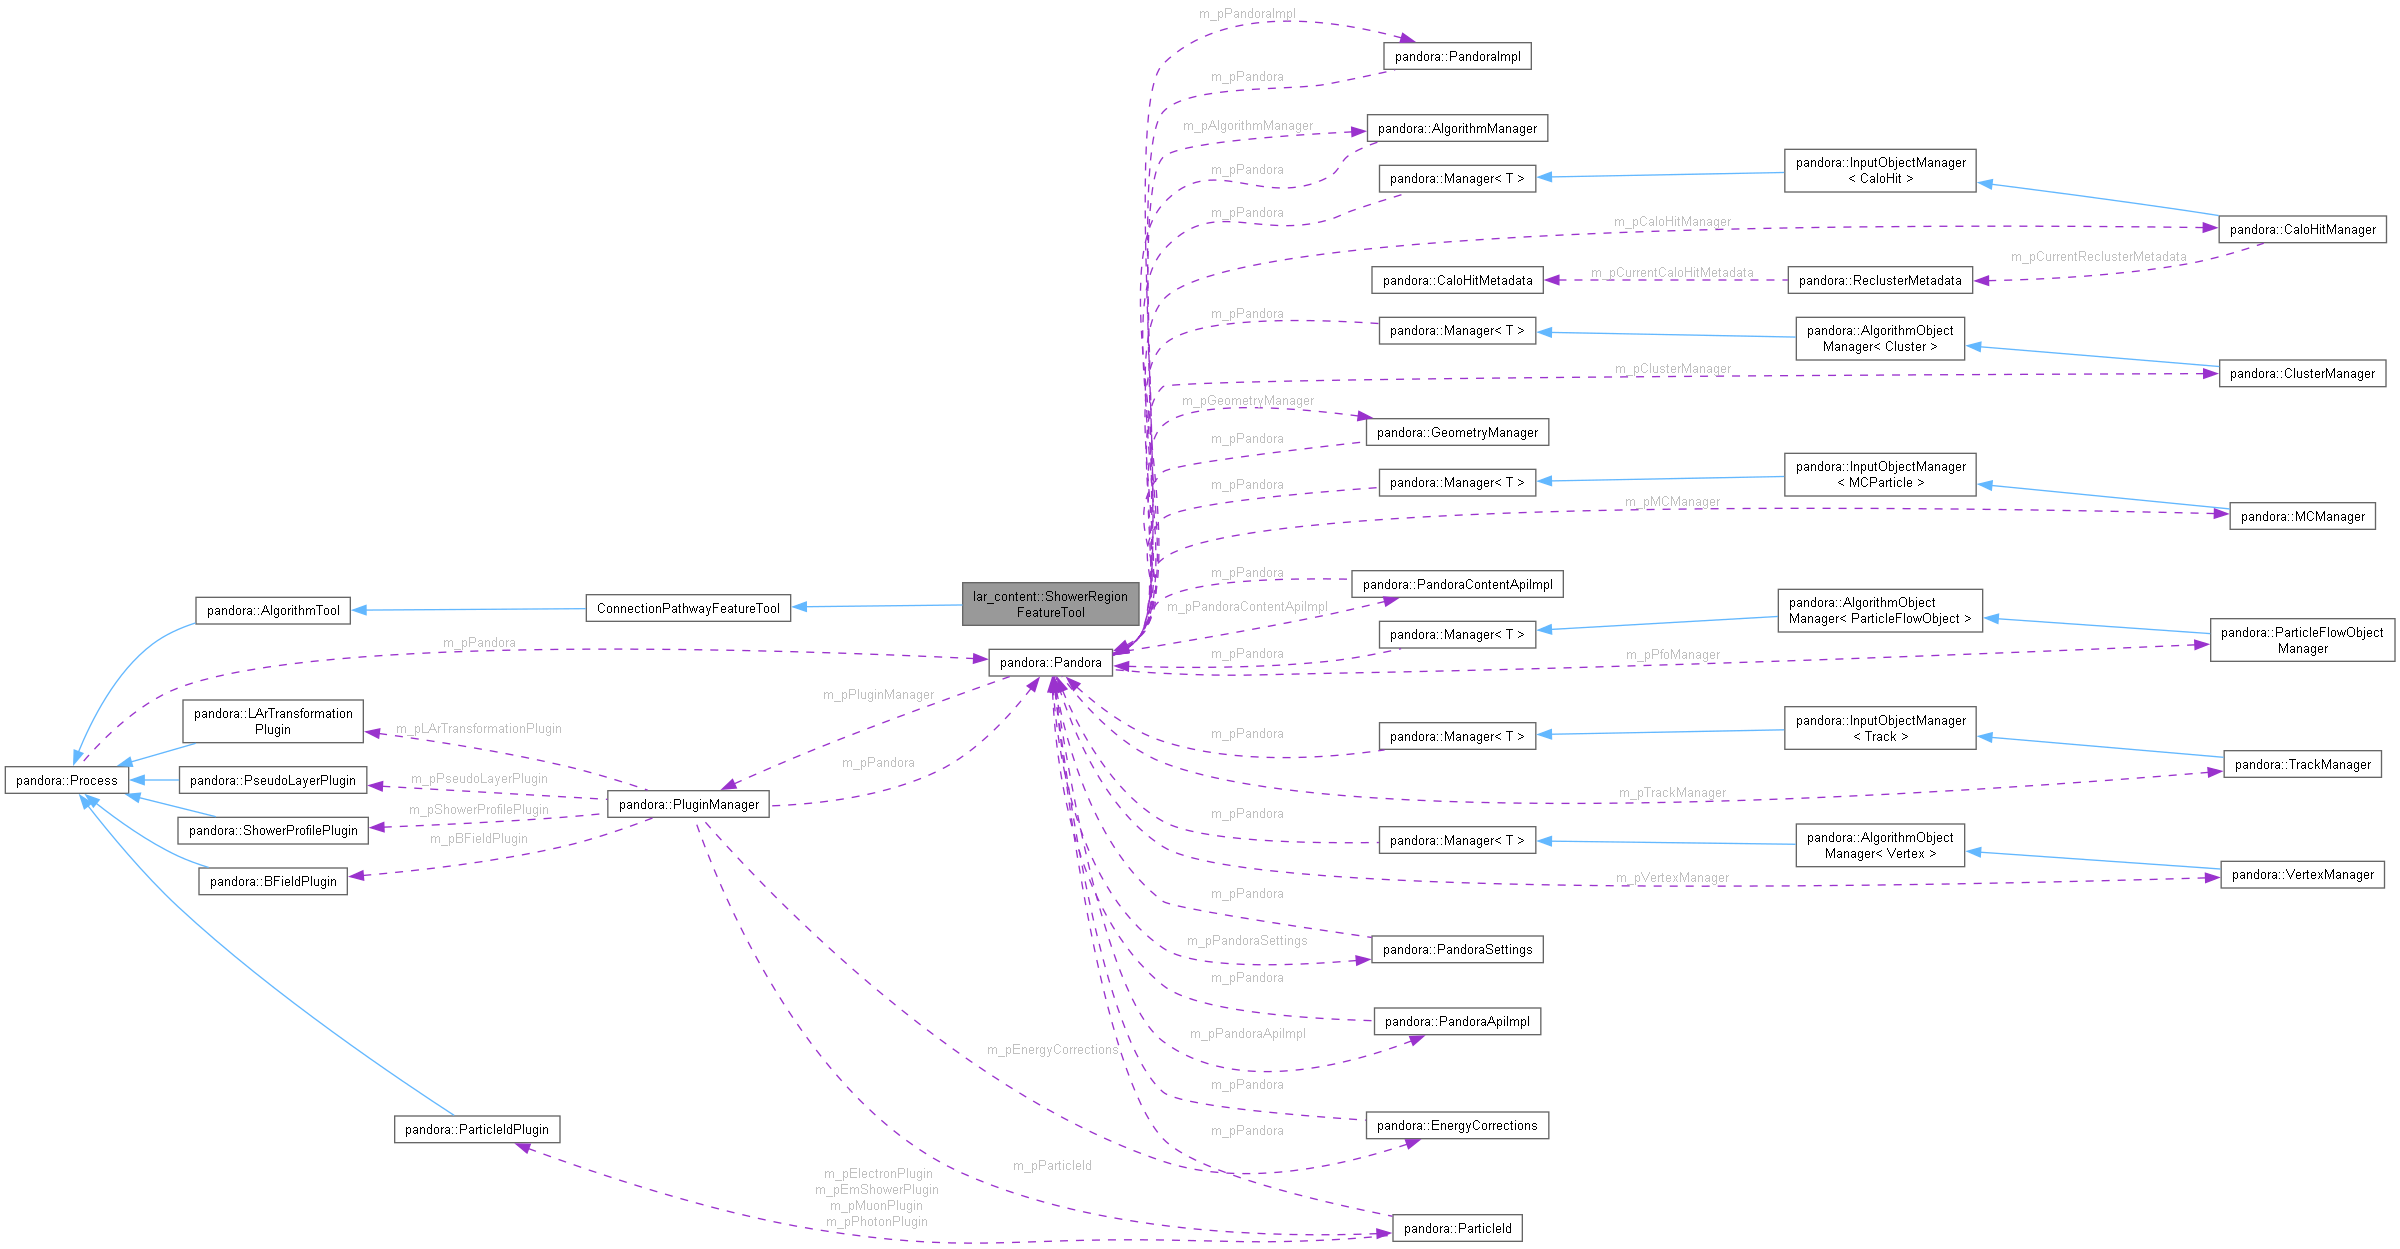 m_pPandoraImpl
pandora::PandoraImpl
m_pPandora
m_pAlgorithmManager
pandora::AlgorithmManager
m_pPandora
pandora::Manager< T >
pandora::InputObjectManager
< CaloHit >
m_pPandora
m_pCaloHitManager
pandora::CaloHitManager
m_pCurrentReclusterMetadata
pandora::CaloHitMetadata
m_pCurrentCaloHitMetadata
pandora::ReclusterMetadata
m_pPandora
pandora::Manager< T >
pandora::AlgorithmObject
Manager< Cluster >
m_pClusterManager
pandora::ClusterManager
m_pGeometryManager
pandora::GeometryManager
m_pPandora
pandora::InputObjectManager
< MCParticle >
m_pPandora
pandora::Manager< T >
m_pMCManager
pandora::MCManager
m_pPandora
pandora::PandoraContentApiImpl
m_pPandoraContentApiImpl
pandora::AlgorithmTool
ConnectionPathwayFeatureTool
lar_content::ShowerRegion
FeatureTool
pandora::AlgorithmObject
Manager< ParticleFlowObject >
pandora::Manager< T >
pandora::ParticleFlowObject
Manager
m_pPandora
pandora::Pandora
m_pPandora
m_pPfoManager
m_pPluginManager
pandora::LArTransformation
Plugin
m_pLArTransformationPlugin
m_pPandora
pandora::Manager< T >
pandora::InputObjectManager
< Track >
pandora::TrackManager
m_pTrackManager
m_pPandora
pandora::Process
pandora::PseudoLayerPlugin
m_pPseudoLayerPlugin
pandora::PluginManager
m_pShowerProfilePlugin
pandora::ShowerProfilePlugin
m_pBFieldPlugin
pandora::BFieldPlugin
m_pPandora
pandora::Manager< T >
pandora::AlgorithmObject
Manager< Vertex >
m_pVertexManager
pandora::VertexManager
m_pPandora
m_pPandoraSettings
pandora::PandoraSettings
m_pPandora
pandora::PandoraApiImpl
m_pPandoraApiImpl
m_pEnergyCorrections
m_pPandora
pandora::EnergyCorrections
m_pPandora
pandora::ParticleIdPlugin
m_pParticleId
m_pElectronPlugin
m_pEmShowerPlugin
m_pMuonPlugin
m_pPhotonPlugin
pandora::ParticleId